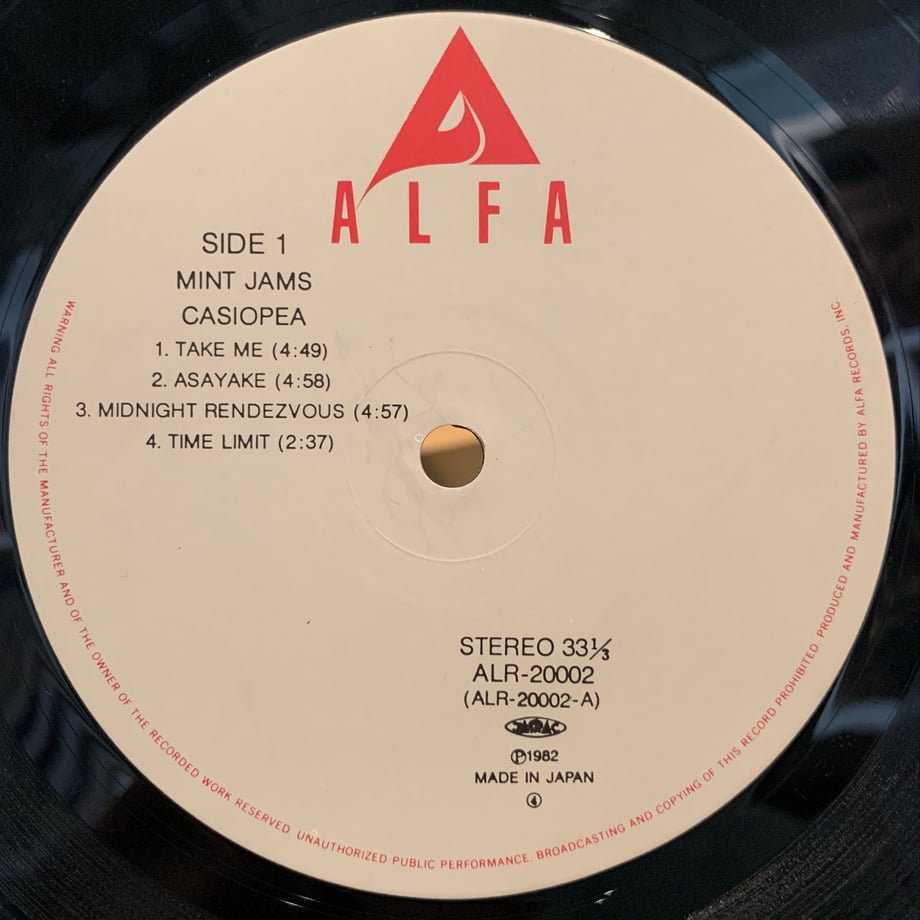 ALFA
SIDE 1
MINT JAMS
CASIOPEA
1. TAKE ME (4:49)
2. ASAYAKE (4:58)
3. MIDNIGHT RENDEZVOUS (4:57)
4. TIME LIMIT (2:37)
STEREO 33⅓
ALR-20002
(ALR-20002-A)
JASRAC
Ⓟ1982
MADE IN JAPAN
④
WARNING ALL RIGHTS OF THE MANUFACTURER AND OF THE OWNER OF THE RECORDED WORK RESERVED. UNAUTHORIZED PUBLIC PERFORMANCE, BROADCASTING AND COPYING OF THIS RECORD PROHIBITED. PRODUCED AND MANUFACTURED BY ALFA RECORDS, INC.